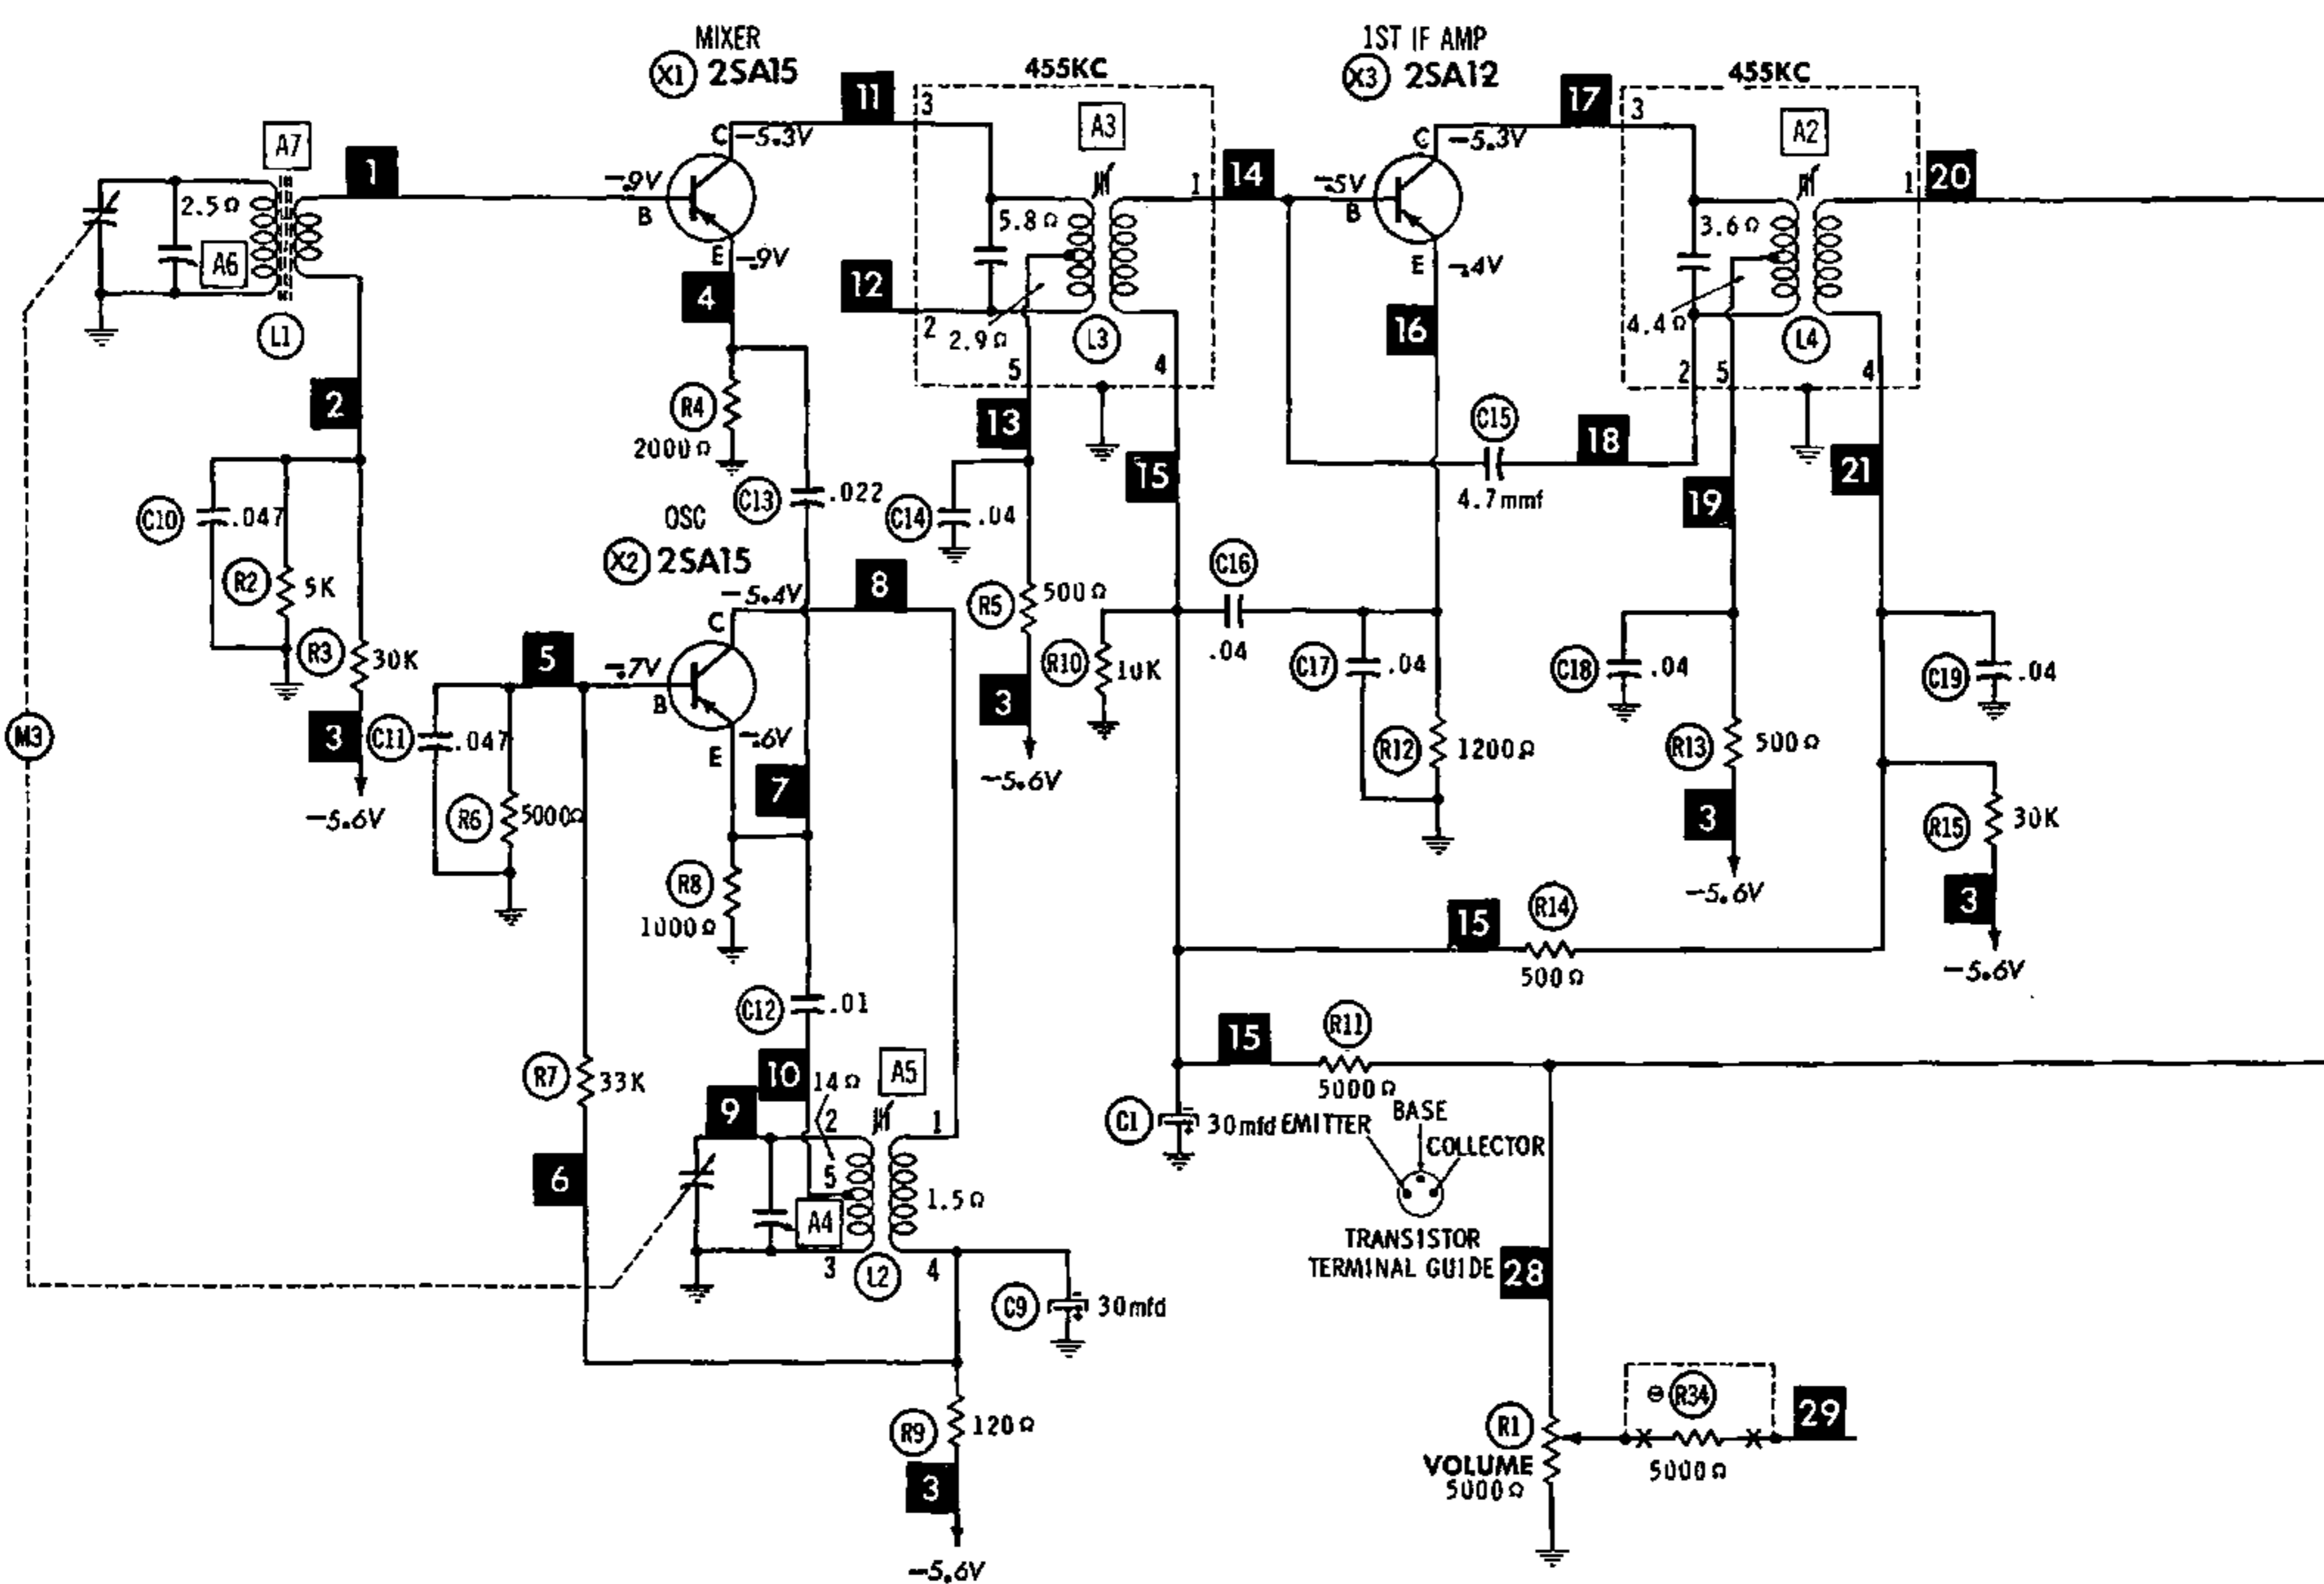 MIXER
X1 2SA15
1ST IF AMP
X3 2SA12
455KC
455KC
11
3
A3
17
3
A2
C -5.3V
C -5.3V
A7
1
-.9V
B
14
1
-.5V
B
20
1
2.5Ω
A6
5.8Ω
3.6Ω
E -.9V
E -.4V
4
12
2
2.9Ω
L3
5
4
16
4.4Ω
L4
2
5
4
L1
2
R4
2000Ω
13
C15
4.7mmf
18
15
21
19
C10 .047
C13 .022
C14 .04
OSC
X2 2SA15
R2 5K
-5.4V
8
C
R5 500Ω
C16
.04
R3 30K
5
-.7V
B
R10 10K
C17 .04
C18 .04
C19 .04
3
-5.6V
M3
C11 .047
-.6V
E
3
-5.6V
R12 1200Ω
R13 500Ω
3
-5.6V
7
R6 5000Ω
R15 30K
3
-5.6V
R8
1000Ω
15
R14
500Ω
C12 .01
15
R11
5000Ω
R7 33K
10
14Ω
A5
9
2
1
C1 30mfd
EMITTER
BASE
COLLECTOR
TRANSISTOR
TERMINAL GUIDE
6
5
A4
1.5Ω
3
L2
4
28
C9 30mfd
R9 120Ω
3
-5.6V
R1
VOLUME
5000Ω
⊖ R34
5000Ω
29